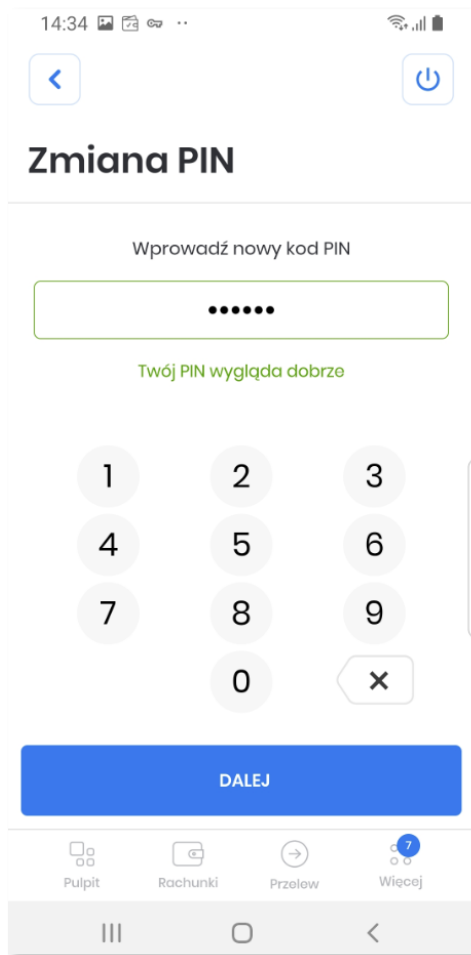 14:34
Zmiana PIN
Wprowadź nowy kod PIN
••••••
Twój PIN wygląda dobrze
1 2 3
4 5 6
7 8 9
0
DALEJ
7
Pulpit Rachunki Przelew Więcej